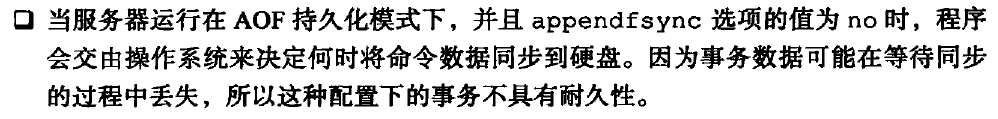 ❑ 当服务器运行在 AOF 持久化模式下，并且 appendfsync 选项的值为 no 时，程序
会交由操作系统来决定何时将命令数据同步到硬盘。因为事务数据可能在等待同步
的过程中丢失，所以这种配置下的事务不具有耐久性。